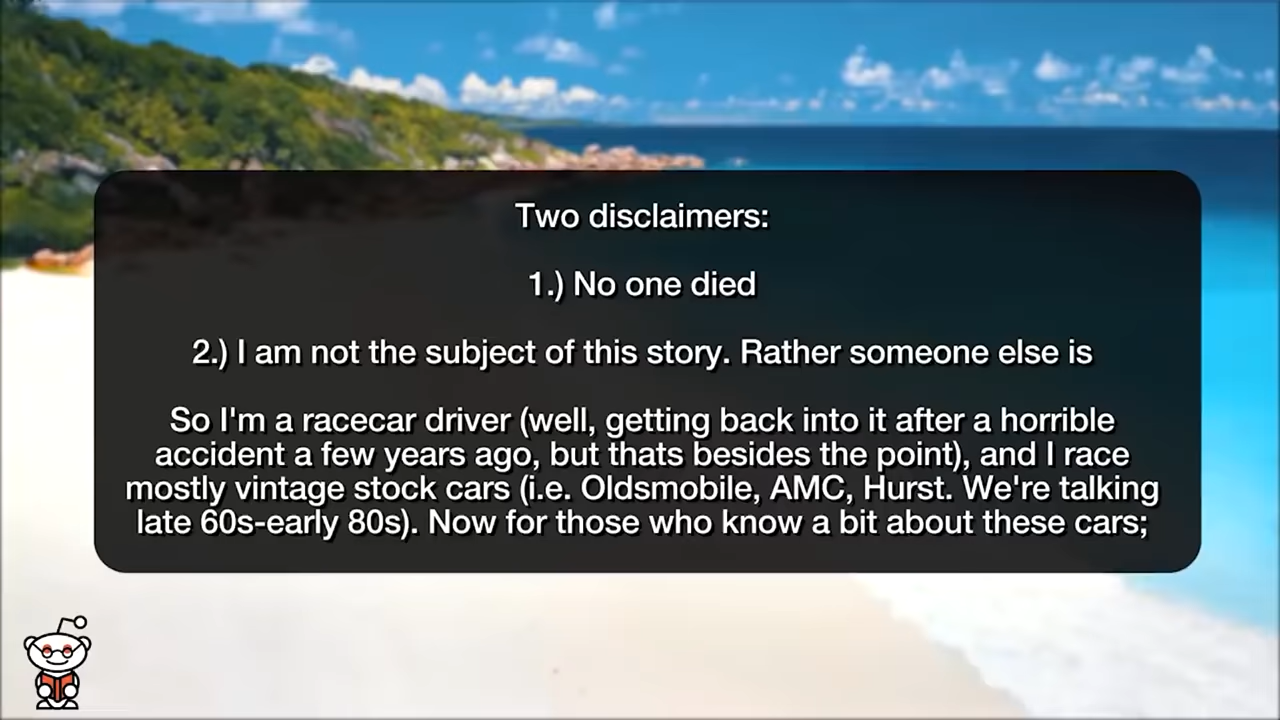 Two disclaimers:
1.) No one died
2.) I am not the subject of this story. Rather someone else is
So I'm a racecar driver (well, getting back into it after a horrible
accident a few years ago, but thats besides the point), and I race
mostly vintage stock cars (i.e. Oldsmobile, AMC, Hurst. We're talking
late 60s-early 80s). Now for those who know a bit about these cars;